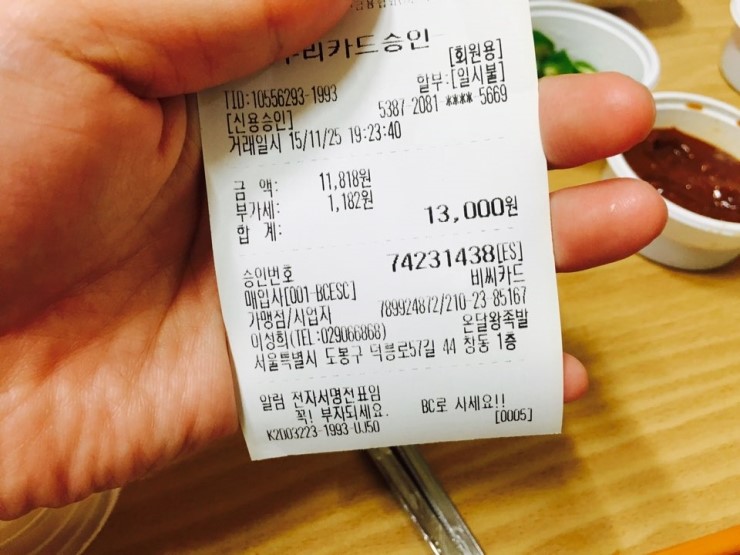 리카드승인
[회원용]
TID:10556293-1993 할부:[일시불]
[신용승인] 5387-2081-****-5669
거래일시 15/11/25 19:23:40
금 액: 11,818원
부가세: 1,182원
합 계: 13,000원
승인번호 74231438[ES]
매입사[001-BCESC] 비씨카드
가맹점/사업자 789924872/210-23-85167
이성희(TEL:029066868) 온달왕족발
서울특별시 도봉구 덕릉로57길 44 창동 1층
알림 전자서명전표임
꼭! 부자되세요. BC로 사세요!!
K2003223-1993-UJ50 [0005]